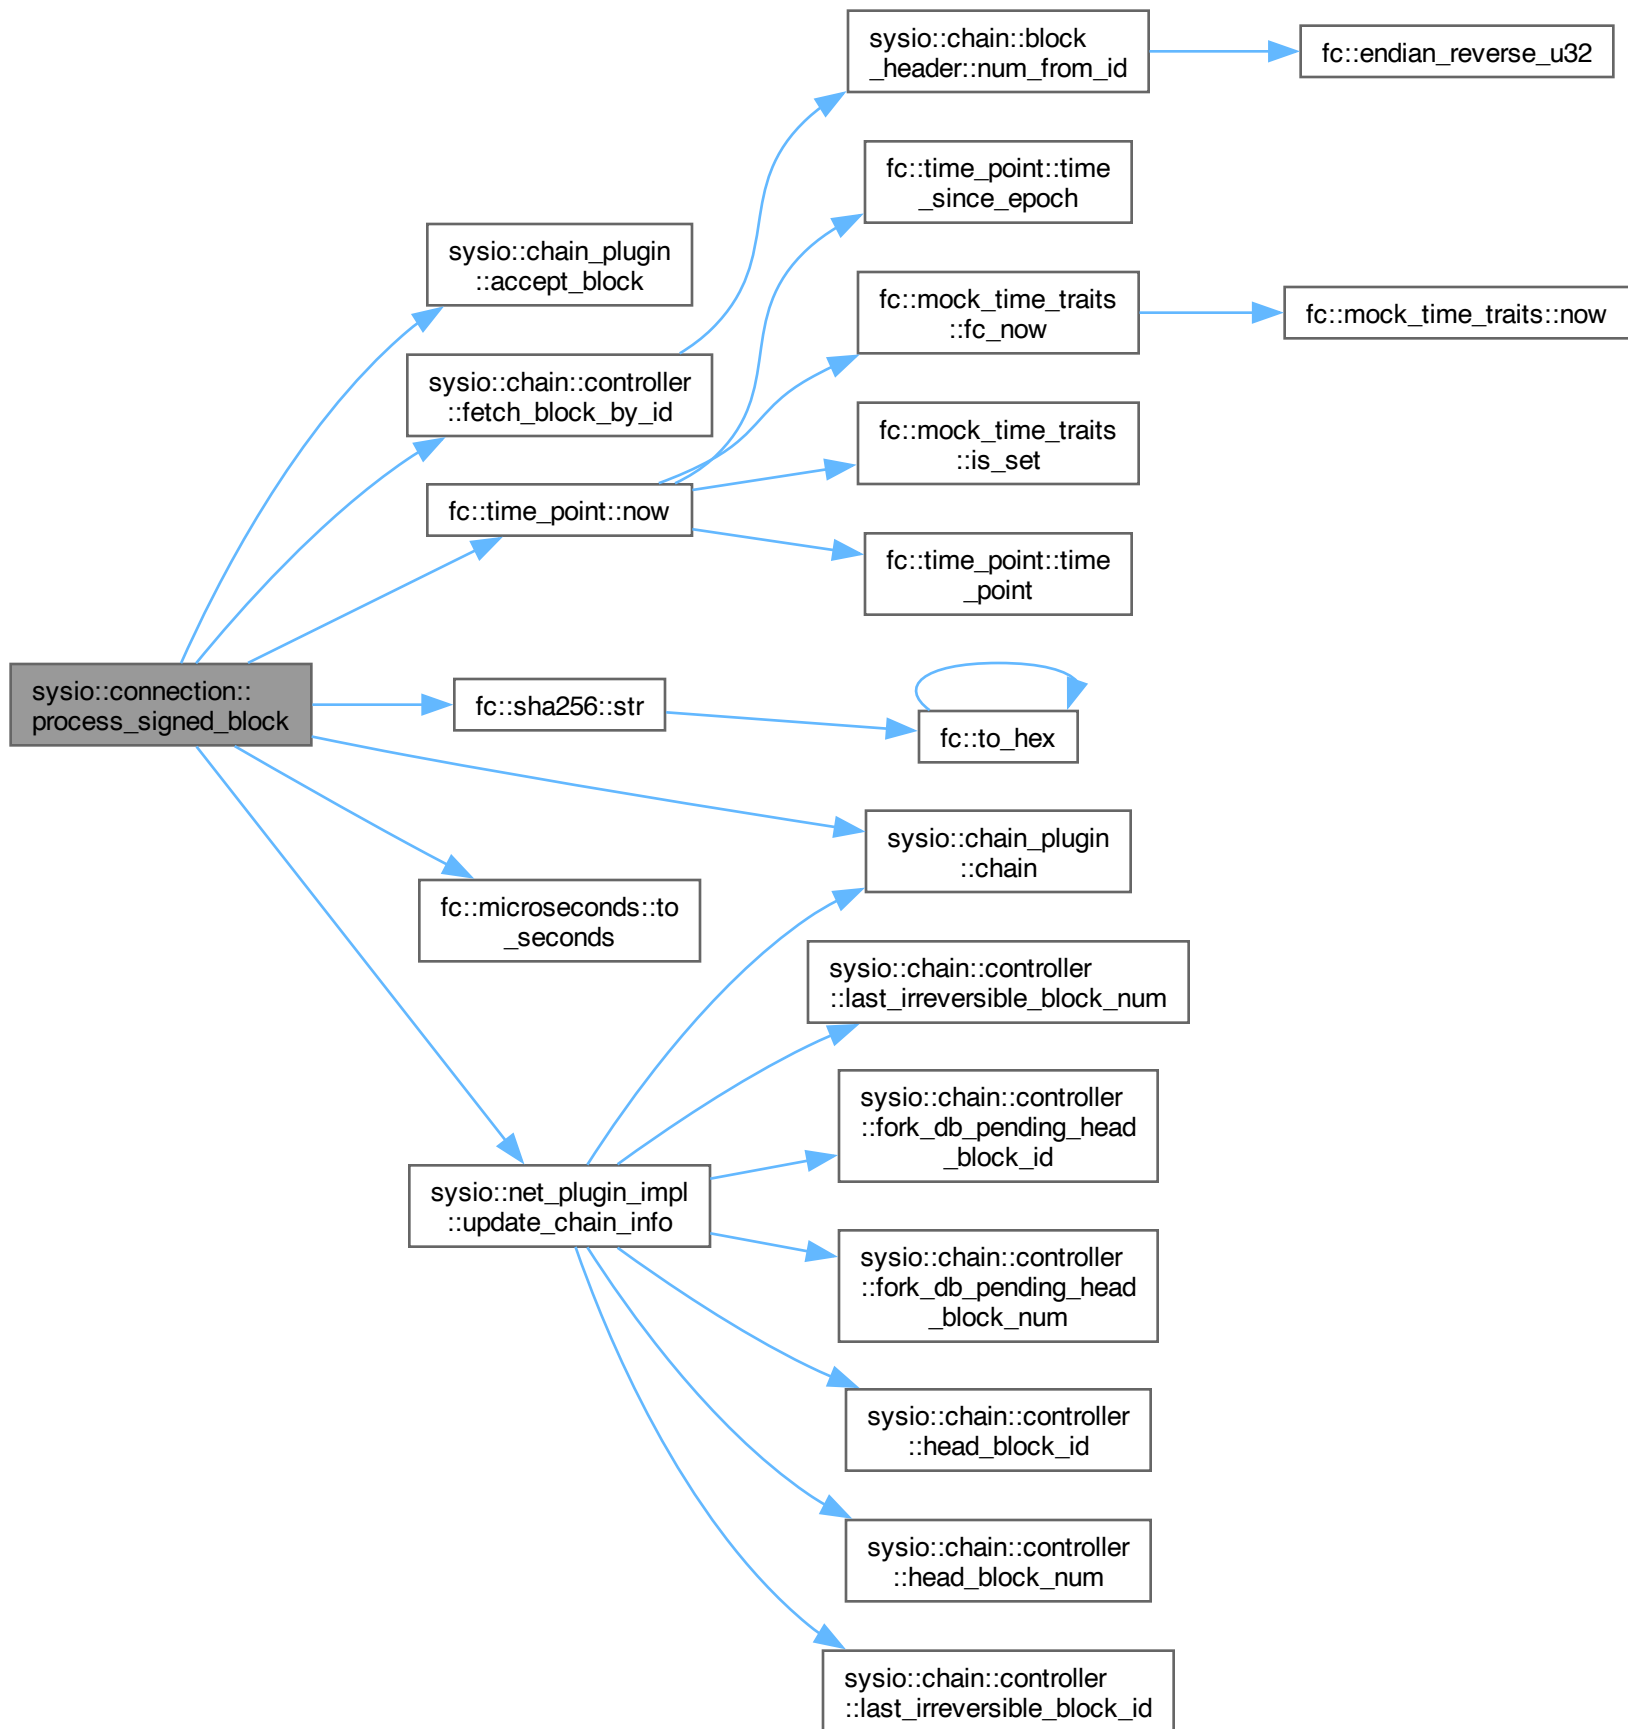 sysio::chain::block
_header::num_from_id
fc::endian_reverse_u32
fc::time_point::time
_since_epoch
sysio::chain_plugin
::accept_block
fc::mock_time_traits
::fc_now
fc::mock_time_traits::now
sysio::chain::controller
::fetch_block_by_id
fc::mock_time_traits
::is_set
fc::time_point::now
fc::time_point::time
_point
sysio::connection::
process_signed_block
fc::sha256::str
fc::to_hex
sysio::chain_plugin
::chain
fc::microseconds::to
_seconds
sysio::chain::controller
::last_irreversible_block_num
sysio::chain::controller
::fork_db_pending_head
_block_id
sysio::net_plugin_impl
::update_chain_info
sysio::chain::controller
::fork_db_pending_head
_block_num
sysio::chain::controller
::head_block_id
sysio::chain::controller
::head_block_num
sysio::chain::controller
::last_irreversible_block_id